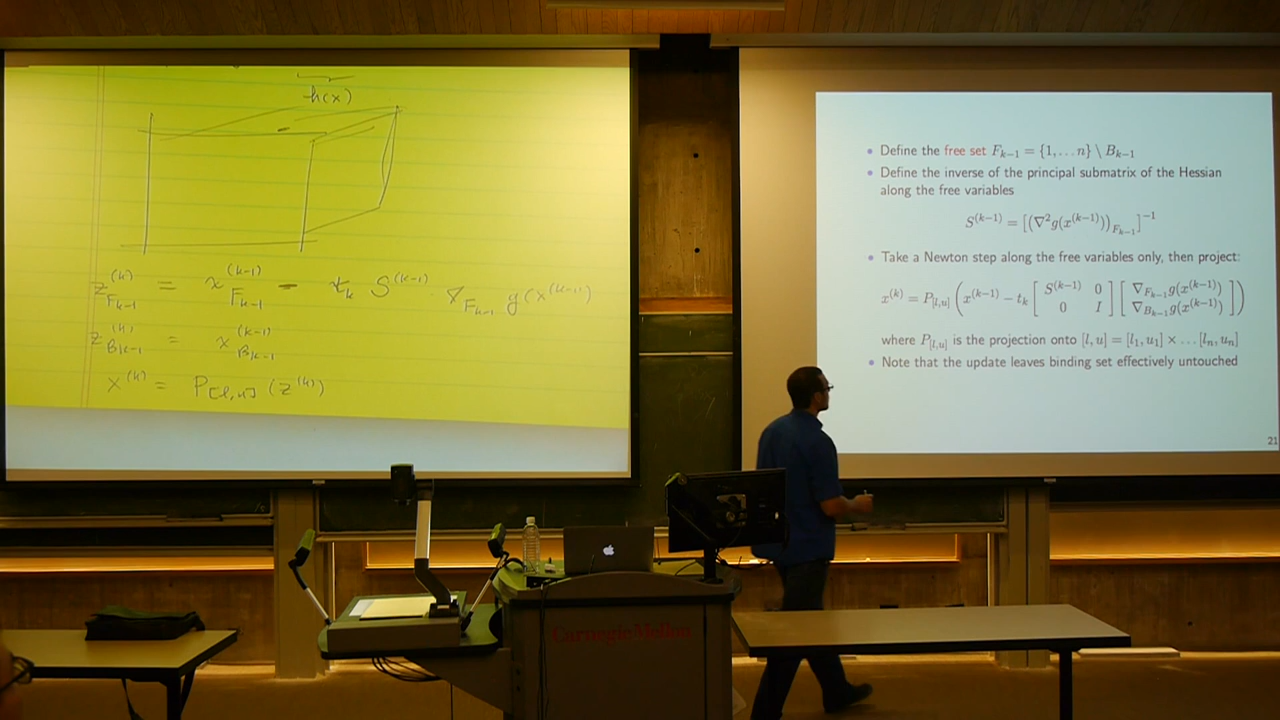 h(x)
z_{F_{k-1}}^{(k)} = x_{F_{k-1}}^{(k-1)} - t_k S^{(k-1)} ∇_{F_{k-1}} g(x^{(k-1)})
z_{B_{k-1}}^{(k)} = x_{B_{k-1}}^{(k-1)}
x^{(k)} = P_{[l,u]} (z^{(k)})
• Define the free set F_{k-1} = {1, … n} \ B_{k-1}
• Define the inverse of the principal submatrix of the Hessian
along the free variables
S^{(k-1)} = [(∇²g(x^{(k-1)}))_{F_{k-1}}]^{-1}
• Take a Newton step along the free variables only, then project:
x^{(k)} = P_{[l,u]} ( x^{(k-1)} − t_k [ S^{(k-1)} 0 ; 0 I ] [ ∇_{F_{k-1}} g(x^{(k-1)}) ; ∇_{B_{k-1}} g(x^{(k-1)}) ] )
where P_{[l,u]} is the projection onto [l, u] = [l_1, u_1] × … [l_n, u_n]
• Note that the update leaves binding set effectively untouched
21
Carnegie Mellon